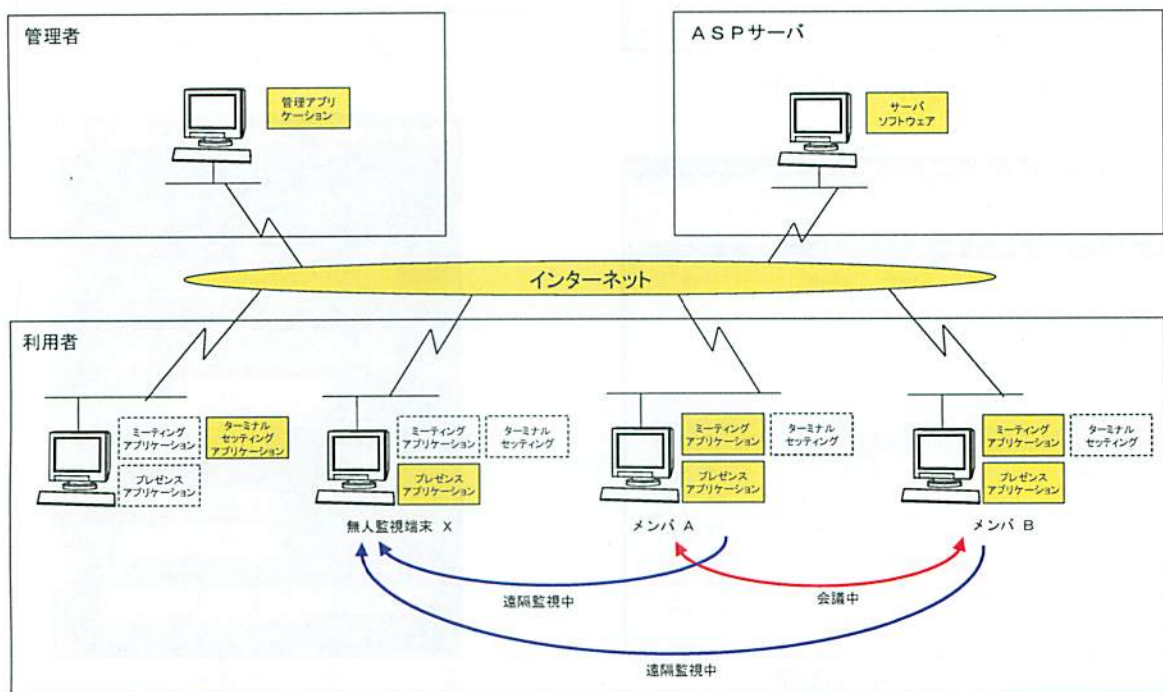 管理者
管理アプリ
ケーション
ASPサーバ
サーバ
ソフトウェア
インターネット
利用者
ミーティング
アプリケーション
ターミナル
セッティング
アプリケーション
プレゼンス
アプリケーション
ミーティング
アプリケーション
ターミナル
セッティング
プレゼンス
アプリケーション
無人監視端末 X
ミーティング
アプリケーション
ターミナル
セッティング
プレゼンス
アプリケーション
メンバ A
ミーティング
アプリケーション
ターミナル
セッティング
プレゼンス
アプリケーション
メンバ B
遠隔監視中
会議中
遠隔監視中